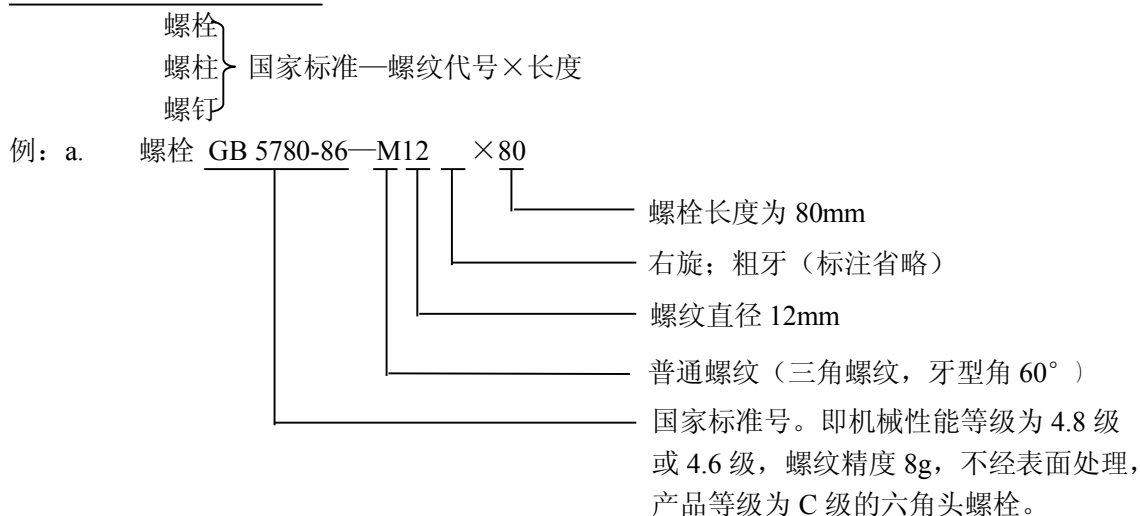 螺栓
螺柱 国家标准—螺纹代号×长度
螺钉
例：a. 螺栓 GB 5780-86—M12 ×80
螺栓长度为 80mm
右旋；粗牙（标注省略）
螺纹直径 12mm
普通螺纹（三角螺纹，牙型角 60°）
国家标准号。即机械性能等级为 4.8 级
或 4.6 级，螺纹精度 8g，不经表面处理，
产品等级为 C 级的六角头螺栓。